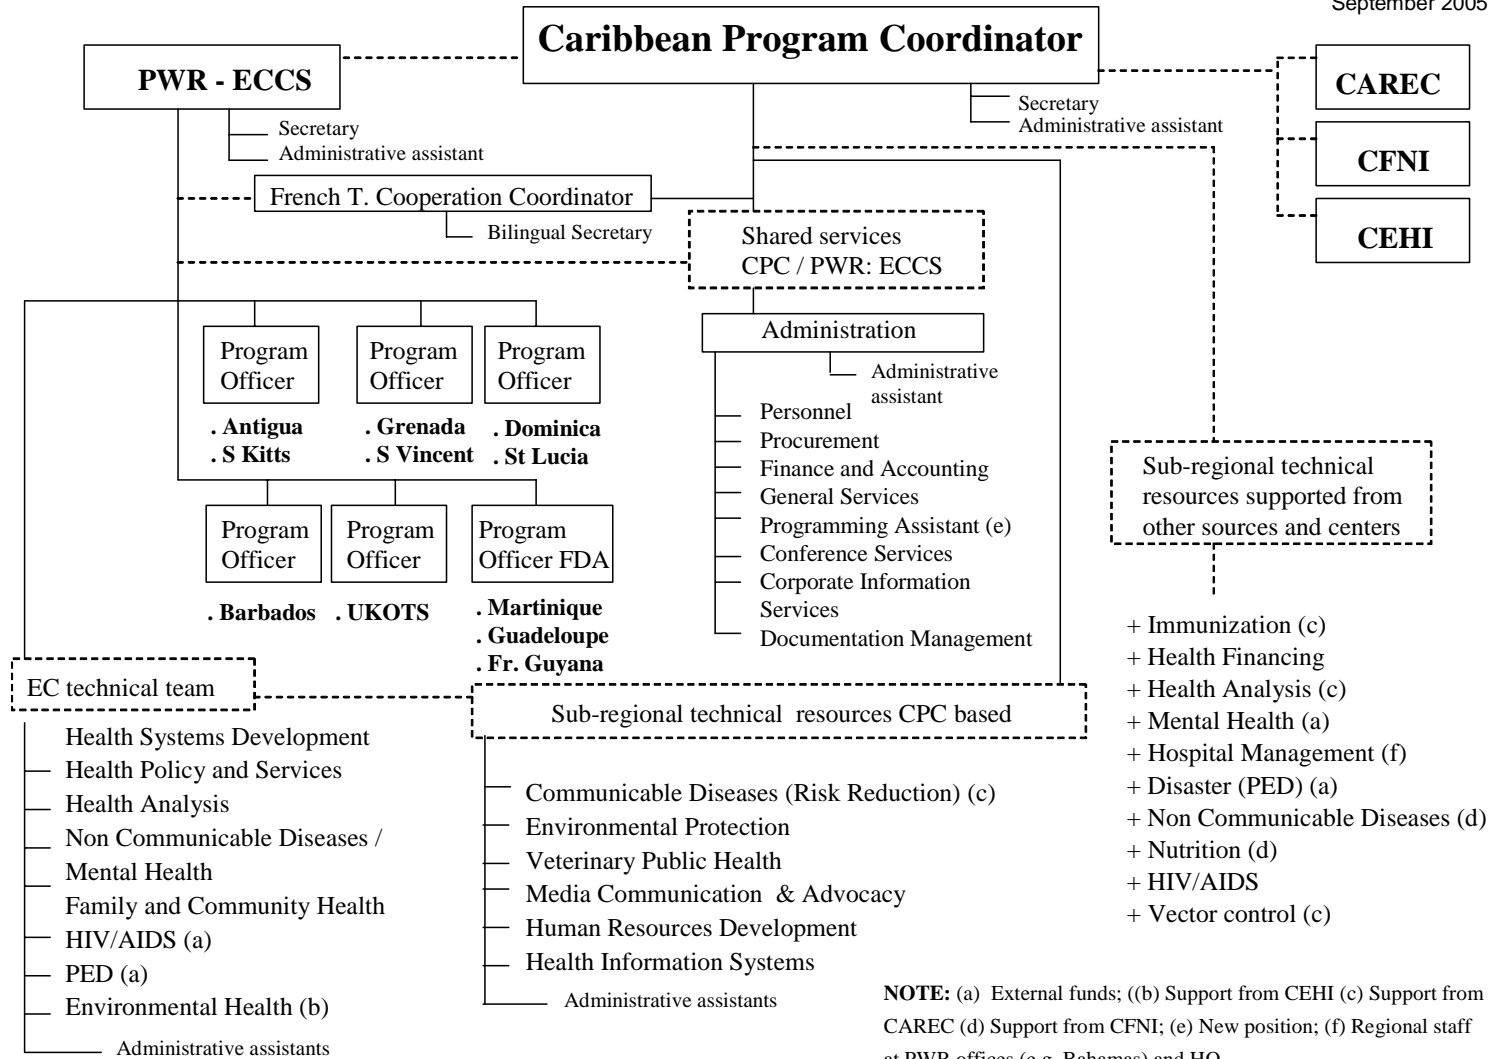 September 2005
Caribbean Program Coordinator
PWR - ECCS
CAREC
CFNI
CEHI
Secretary
Administrative assistant
Secretary
Administrative assistant
French T. Cooperation Coordinator
Bilingual Secretary
Shared services
CPC / PWR: ECCS
Administration
Administrative
assistant
Personnel
Procurement
Finance and Accounting
General Services
Programming Assistant (e)
Conference Services
Corporate Information
Services
Documentation Management
Program
Officer
. Antigua
. S Kitts
Program
Officer
. Grenada
. S Vincent
Program
Officer
. Dominica
. St Lucia
Program
Officer
. Barbados
Program
Officer
. UKOTS
Program
Officer FDA
. Martinique
. Guadeloupe
. Fr. Guyana
EC technical team
Health Systems Development
Health Policy and Services
Health Analysis
Non Communicable Diseases /
Mental Health
Family and Community Health
HIV/AIDS (a)
PED (a)
Environmental Health (b)
Administrative assistants
Sub-regional technical resources CPC based
Communicable Diseases (Risk Reduction) (c)
Environmental Protection
Veterinary Public Health
Media Communication & Advocacy
Human Resources Development
Health Information Systems
Administrative assistants
Sub-regional technical
resources supported from
other sources and centers
+ Immunization (c)
+ Health Financing
+ Health Analysis (c)
+ Mental Health (a)
+ Hospital Management (f)
+ Disaster (PED) (a)
+ Non Communicable Diseases (d)
+ Nutrition (d)
+ HIV/AIDS
+ Vector control (c)
NOTE: (a) External funds; ((b) Support from CEHI (c) Support from
CAREC (d) Support from CFNI; (e) New position; (f) Regional staff
at PWR offices (e.g. Bahamas) and HQ